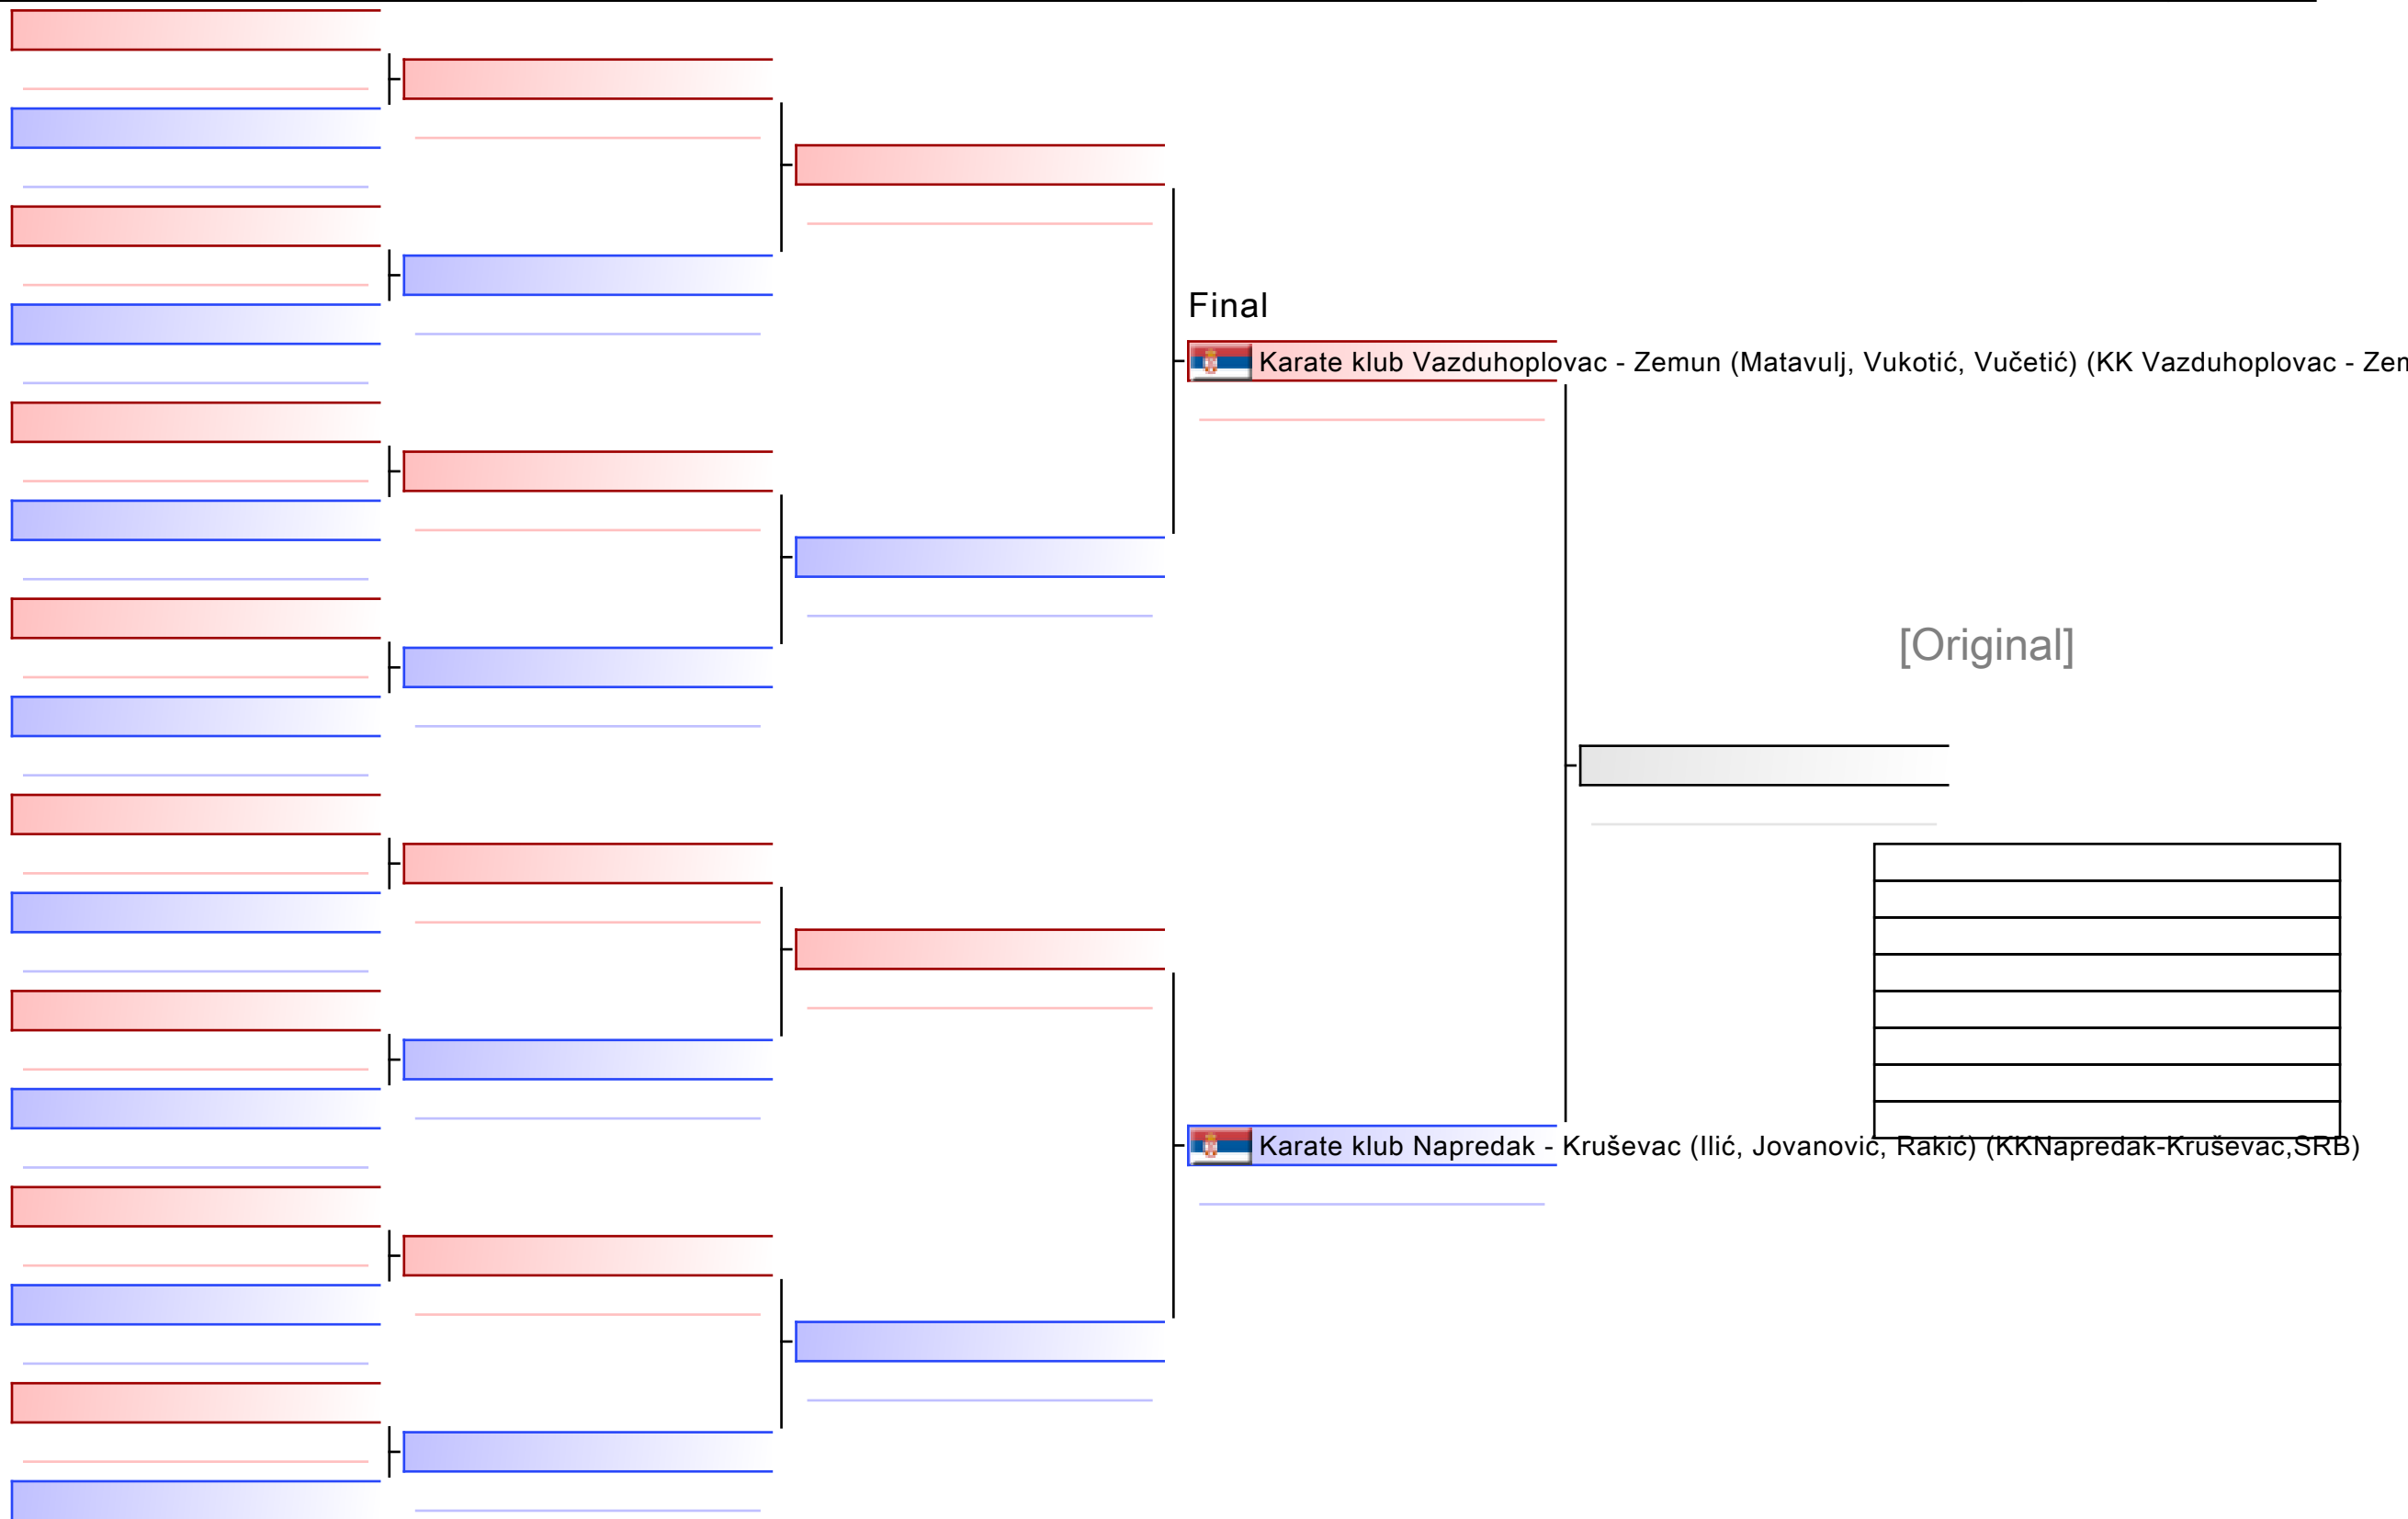 Final
Karate klub Vazduhoplovac - Zemun (Matavulj, Vukotić, Vučetić) (KK Vazduhoplovac -
[Original]
Karate klub Napredak - Kruševac (Ilić, Jovanović, Rakić) (KKNapredak-Kruševac,SRB)